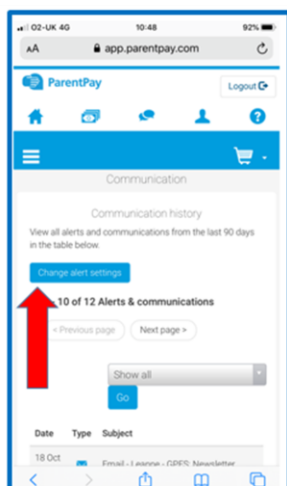 O2-UK 4G 10:48 92%
AA app.parentpay.com
ParentPay Logout
Communication
Communication history
View all alerts and communications from the last 90 days
in the table below.
Change alert settings
10 of 12 Alerts & communications
< Previous page Next page >
Show all
Go
Date Type Subject
18 Oct
Email - Leanne - GPFS: Newsletter